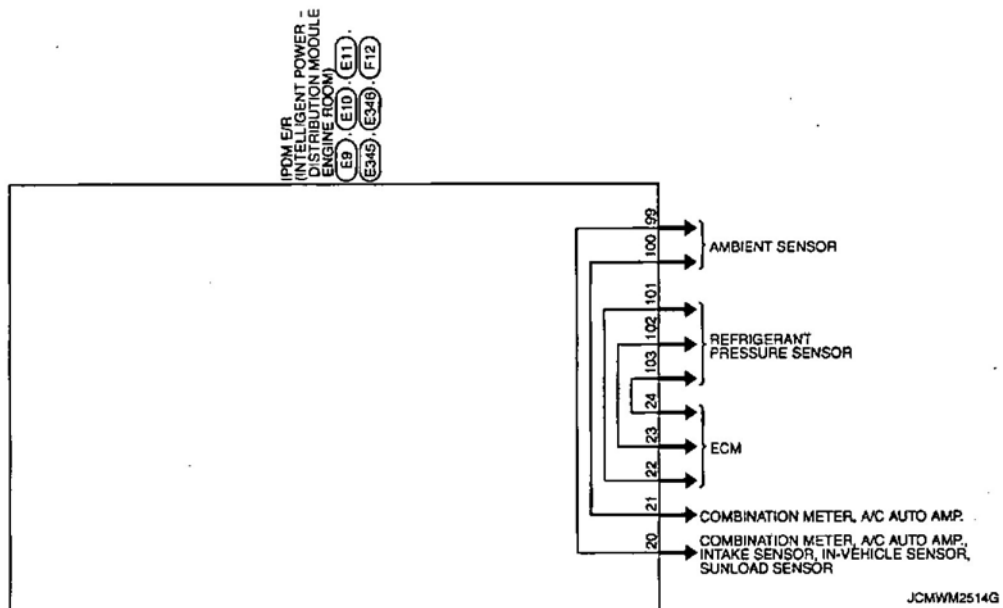 IPDM E/R
(INTELLIGENT POWER -
DISTRIBUTION MODULE
ENGINE ROOM)
E9 , E10 , E11 ,
E345 , E346 , F12
99
100
AMBIENT SENSOR
101
102
103
REFRIGERANT
PRESSURE SENSOR
24
23
22
ECM
21
COMBINATION METER, A/C AUTO AMP.
20
COMBINATION METER, A/C AUTO AMP.,
INTAKE SENSOR, IN-VEHICLE SENSOR,
SUNLOAD SENSOR
JCMWM2514G